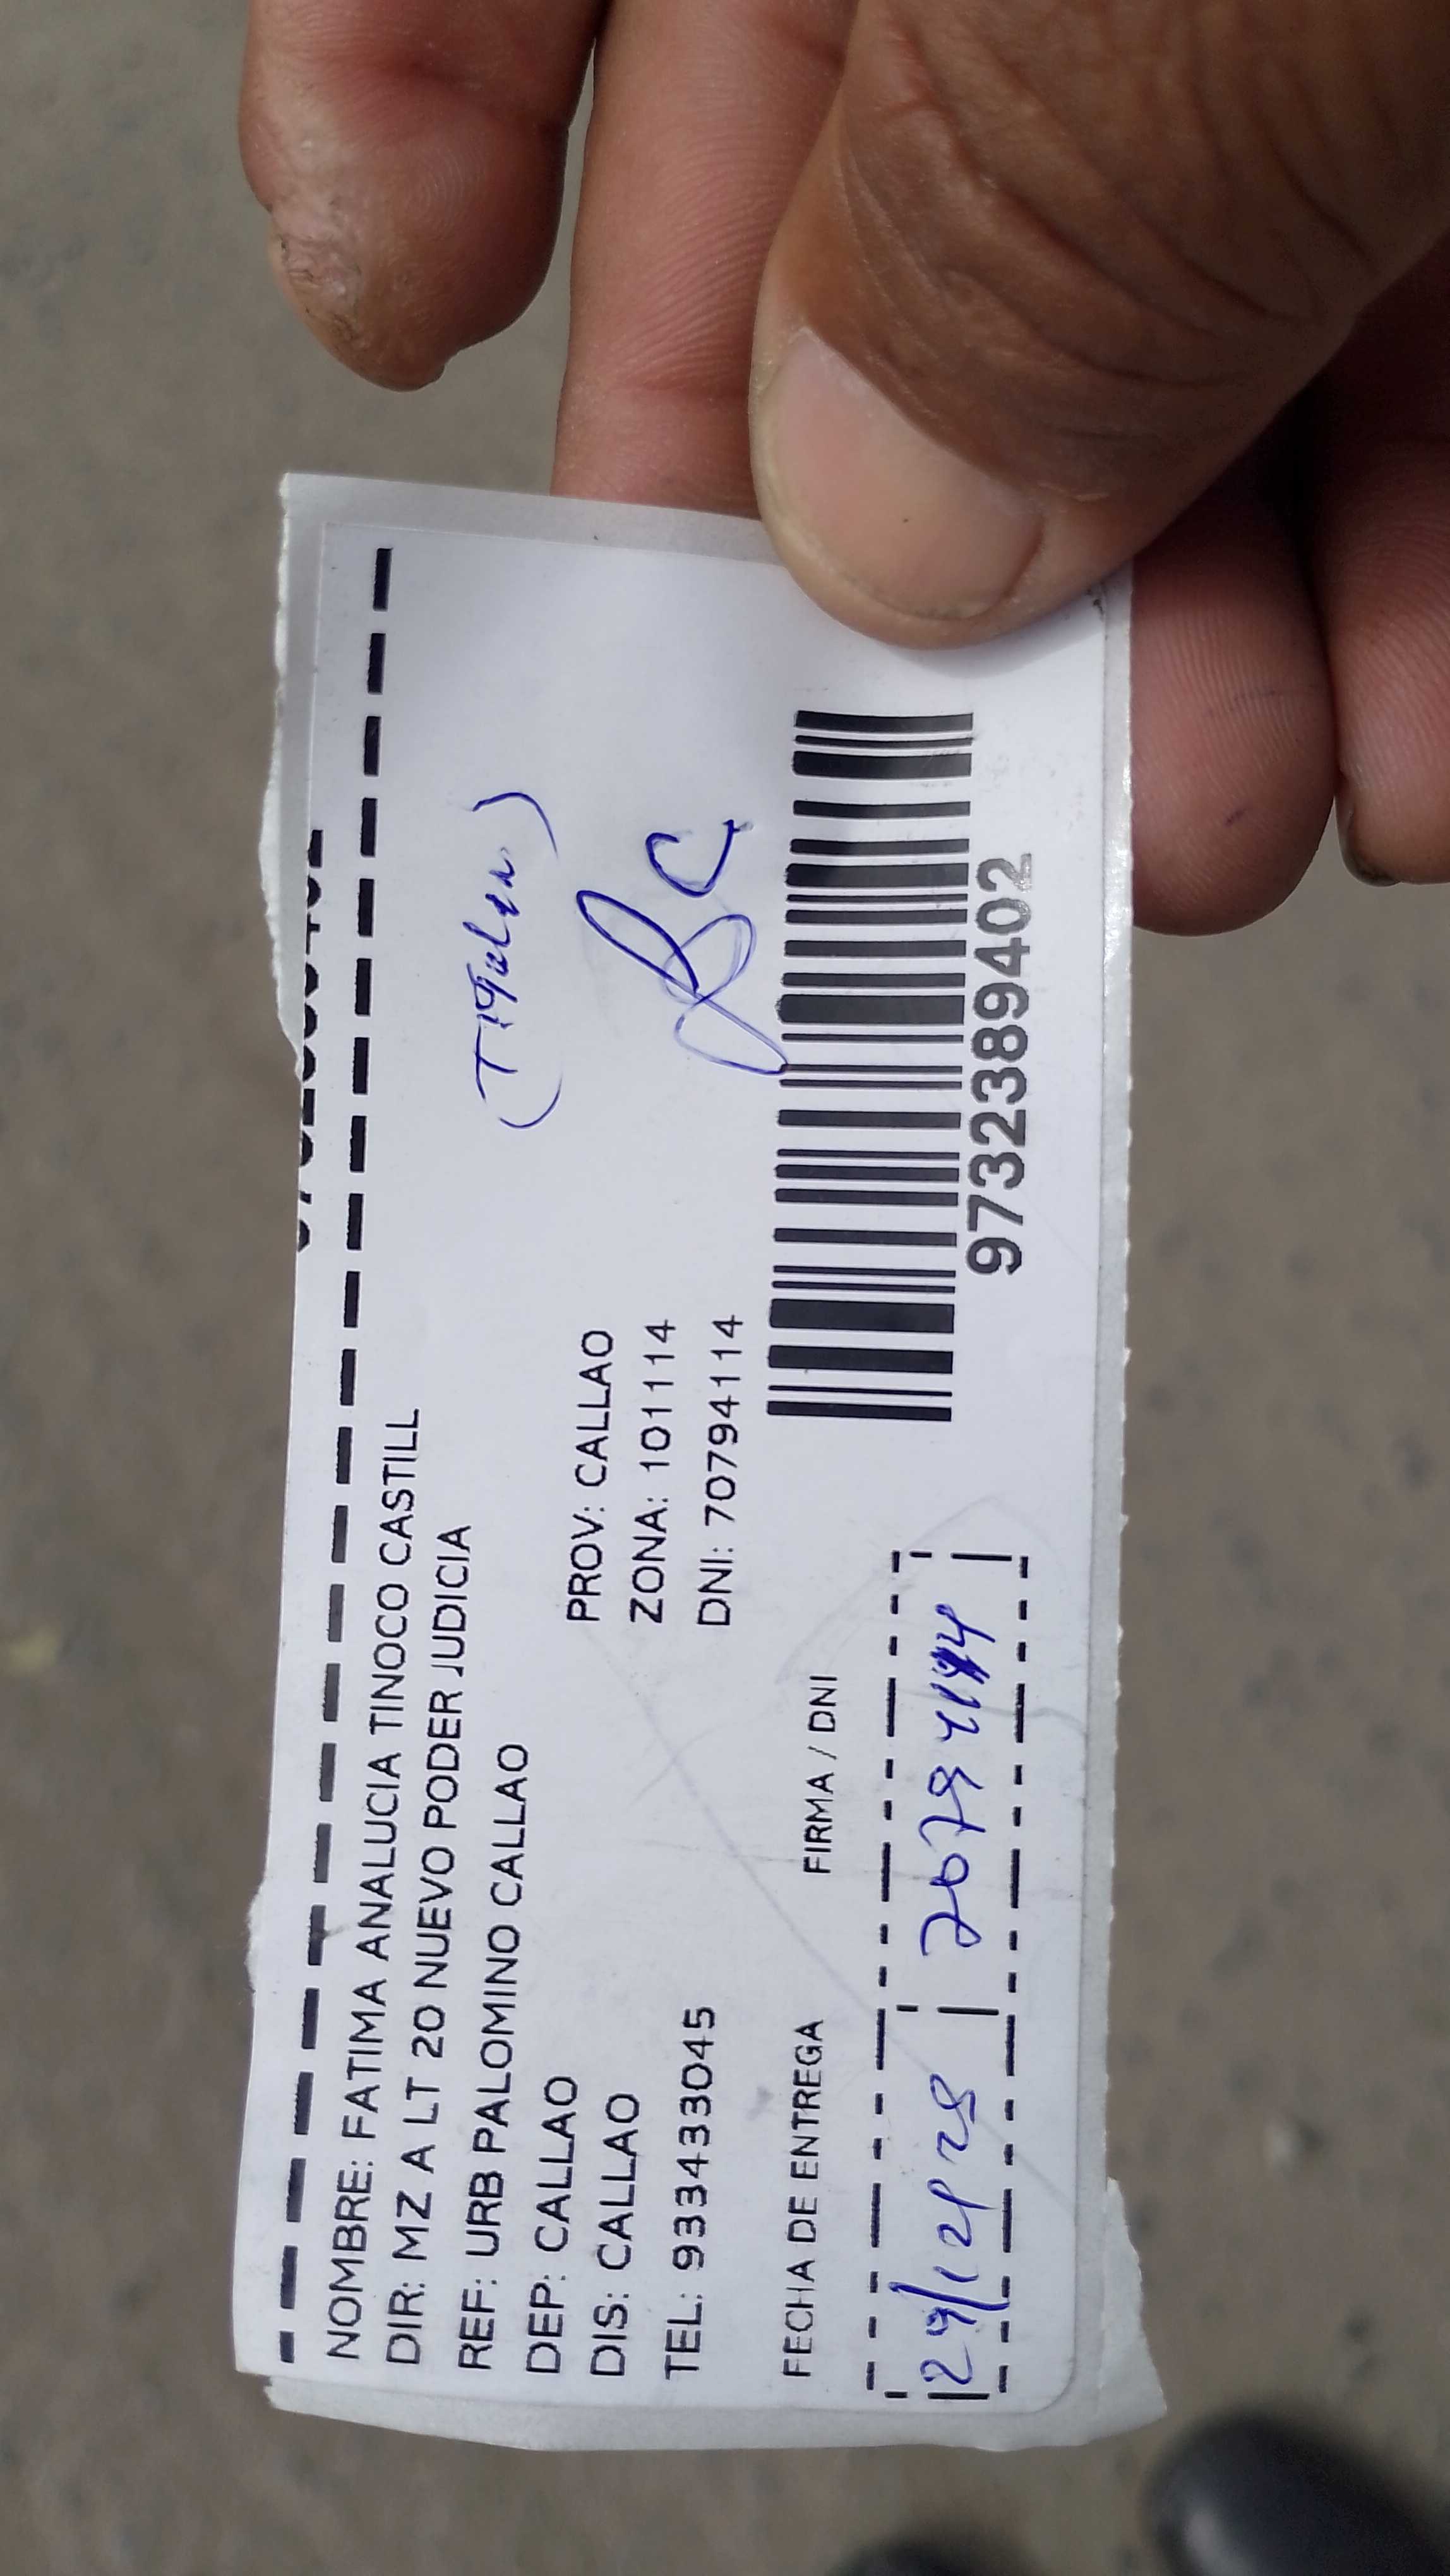 NOMBRE: FATIMA ANALUCIA TINOCO CASTILL
DIR: MZ A LT 20 NUEVO PODER JUDICIA
REF: URB PALOMINO CALLAO
DEP: CALLAO PROV: CALLAO
DIS: CALLAO ZONA: 101114
TEL: 933433045 DNI: 70794114
(Titular)
FECHA DE ENTREGA FIRMA / DNI
70794114
9732389402